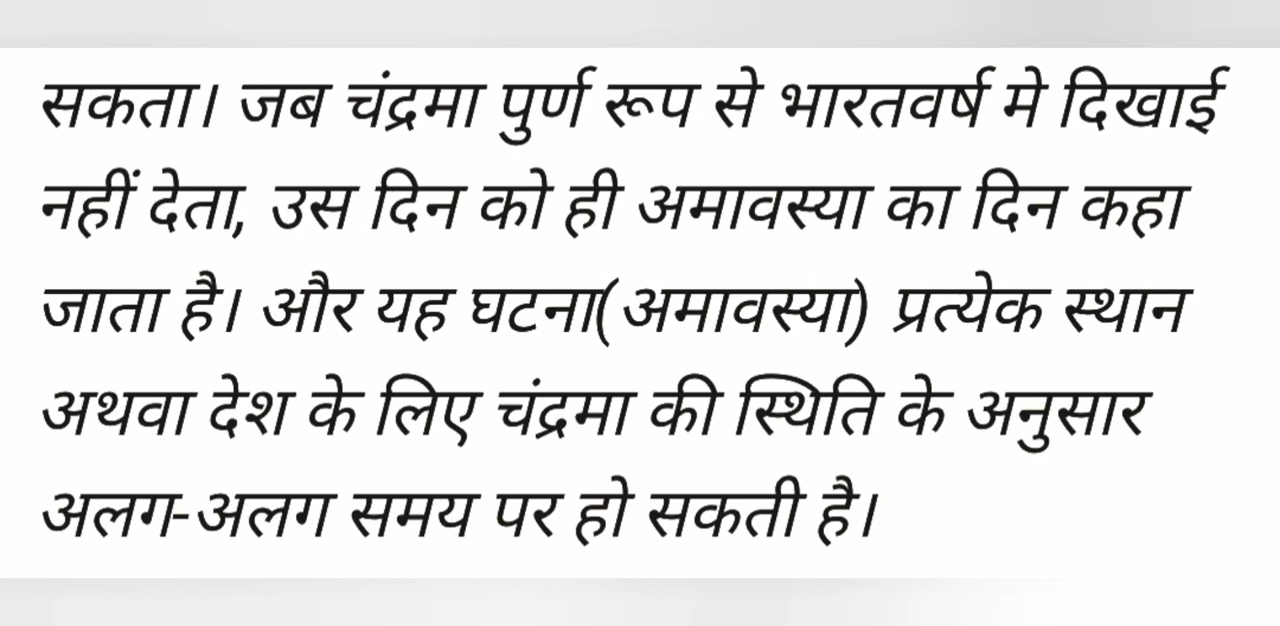 सकता। जब चंद्रमा पुर्ण रूप से भारतवर्ष मे दिखाई
नहीं देता, उस दिन को ही अमावस्या का दिन कहा
जाता है। और यह घटना(अमावस्या) प्रत्येक स्थान
अथवा देश के लिए चंद्रमा की स्थिति के अनुसार
अलग-अलग समय पर हो सकती है।